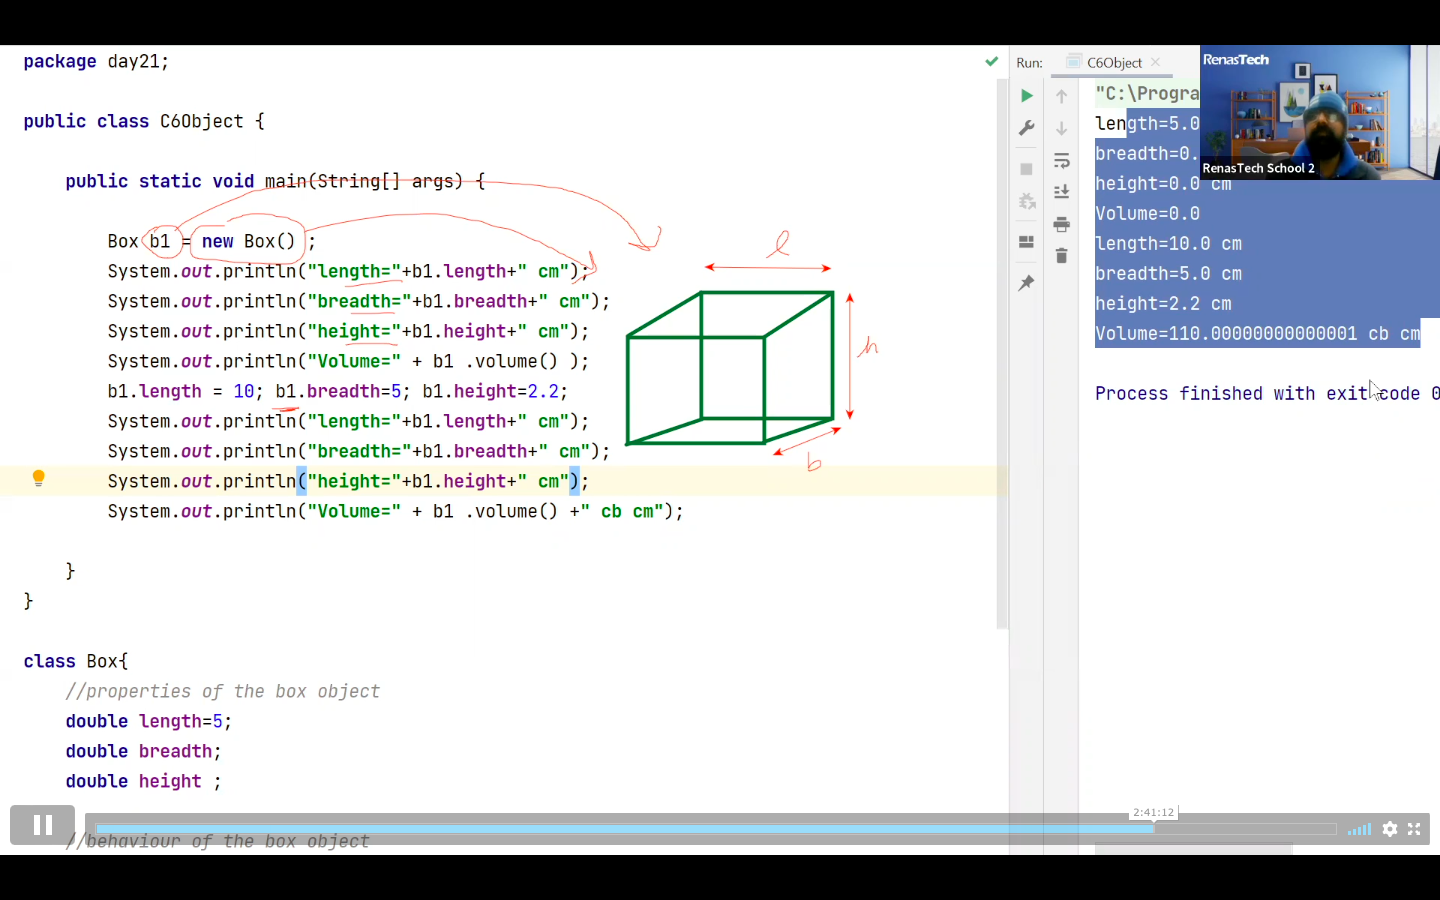 package day21;
public class C6Object {
public static void main(String[] args) {
Box b1 = new Box() ;
System.out.println("length="+b1.length+" cm");
System.out.println("breadth="+b1.breadth+" cm");
System.out.println("height="+b1.height+" cm");
System.out.println("Volume=" + b1 .volume() );
b1.length = 10; b1.breadth=5; b1.height=2.2;
System.out.println("length="+b1.length+" cm");
System.out.println("breadth="+b1.breadth+" cm");
System.out.println("height="+b1.height+" cm");
System.out.println("Volume=" + b1 .volume() +" cb cm");
}
}
class Box{
//properties of the box object
double length=5;
double breadth;
double height ;
//behaviour of the box object
l
h
b
Run: C6Object
"C:\Progra
length=5.0
breadth=0.
height=0.0 cm
Volume=0.0
length=10.0 cm
breadth=5.0 cm
height=2.2 cm
Volume=110.00000000000001 cb cm
Process finished with exit code 0
RenasTech
RenasTech School 2
2:41:12